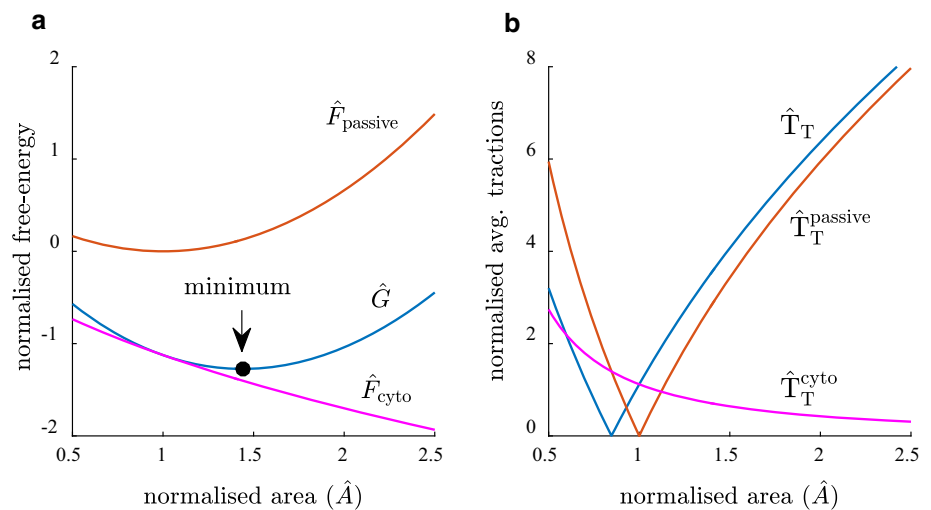 a
normalised free-energy
2
1
0
-1
-2
0.5
1
1.5
2
2.5
normalised area (Â)
F̂passive
minimum
Ĝ
F̂cyto
b
normalised avg. tractions
8
6
4
2
0
0.5
1
1.5
2
2.5
normalised area (Â)
T̂T
T̂T passive
T̂T cyto